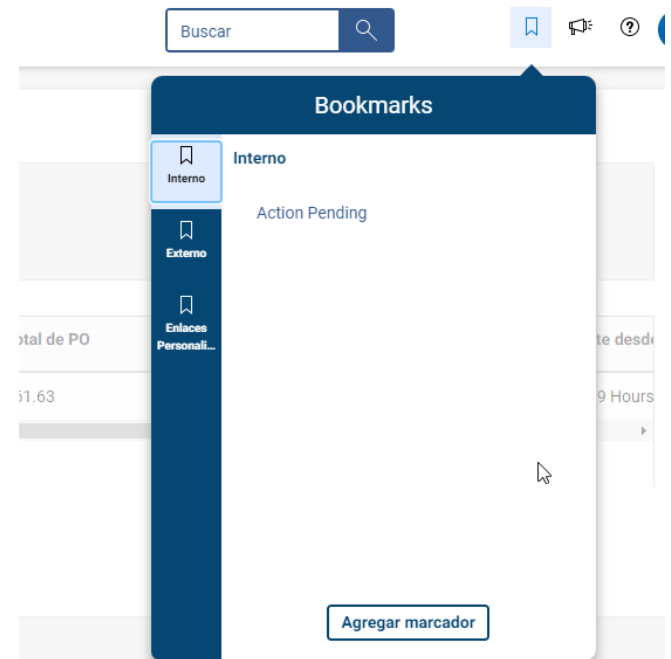 Buscar
Bookmarks
Interno
Interno
Action Pending
Externo
Enlaces
Personali...
otal de PO
te desde
51.63
9 Hours
Agregar marcador